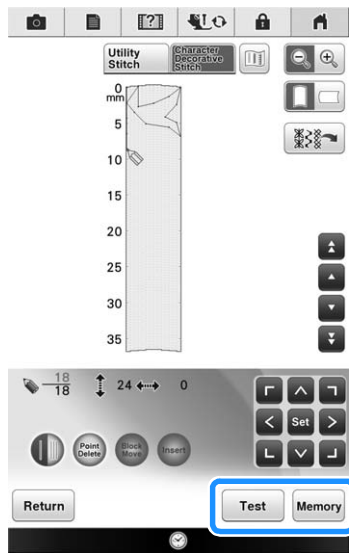 [?]
Utility
Stitch
Character
Decorative
Stitch
0
mm
5
10
15
20
25
30
35
18
18
24
0
Point
Delete
Block
Move
Insert
Set
Return
Test
Memory